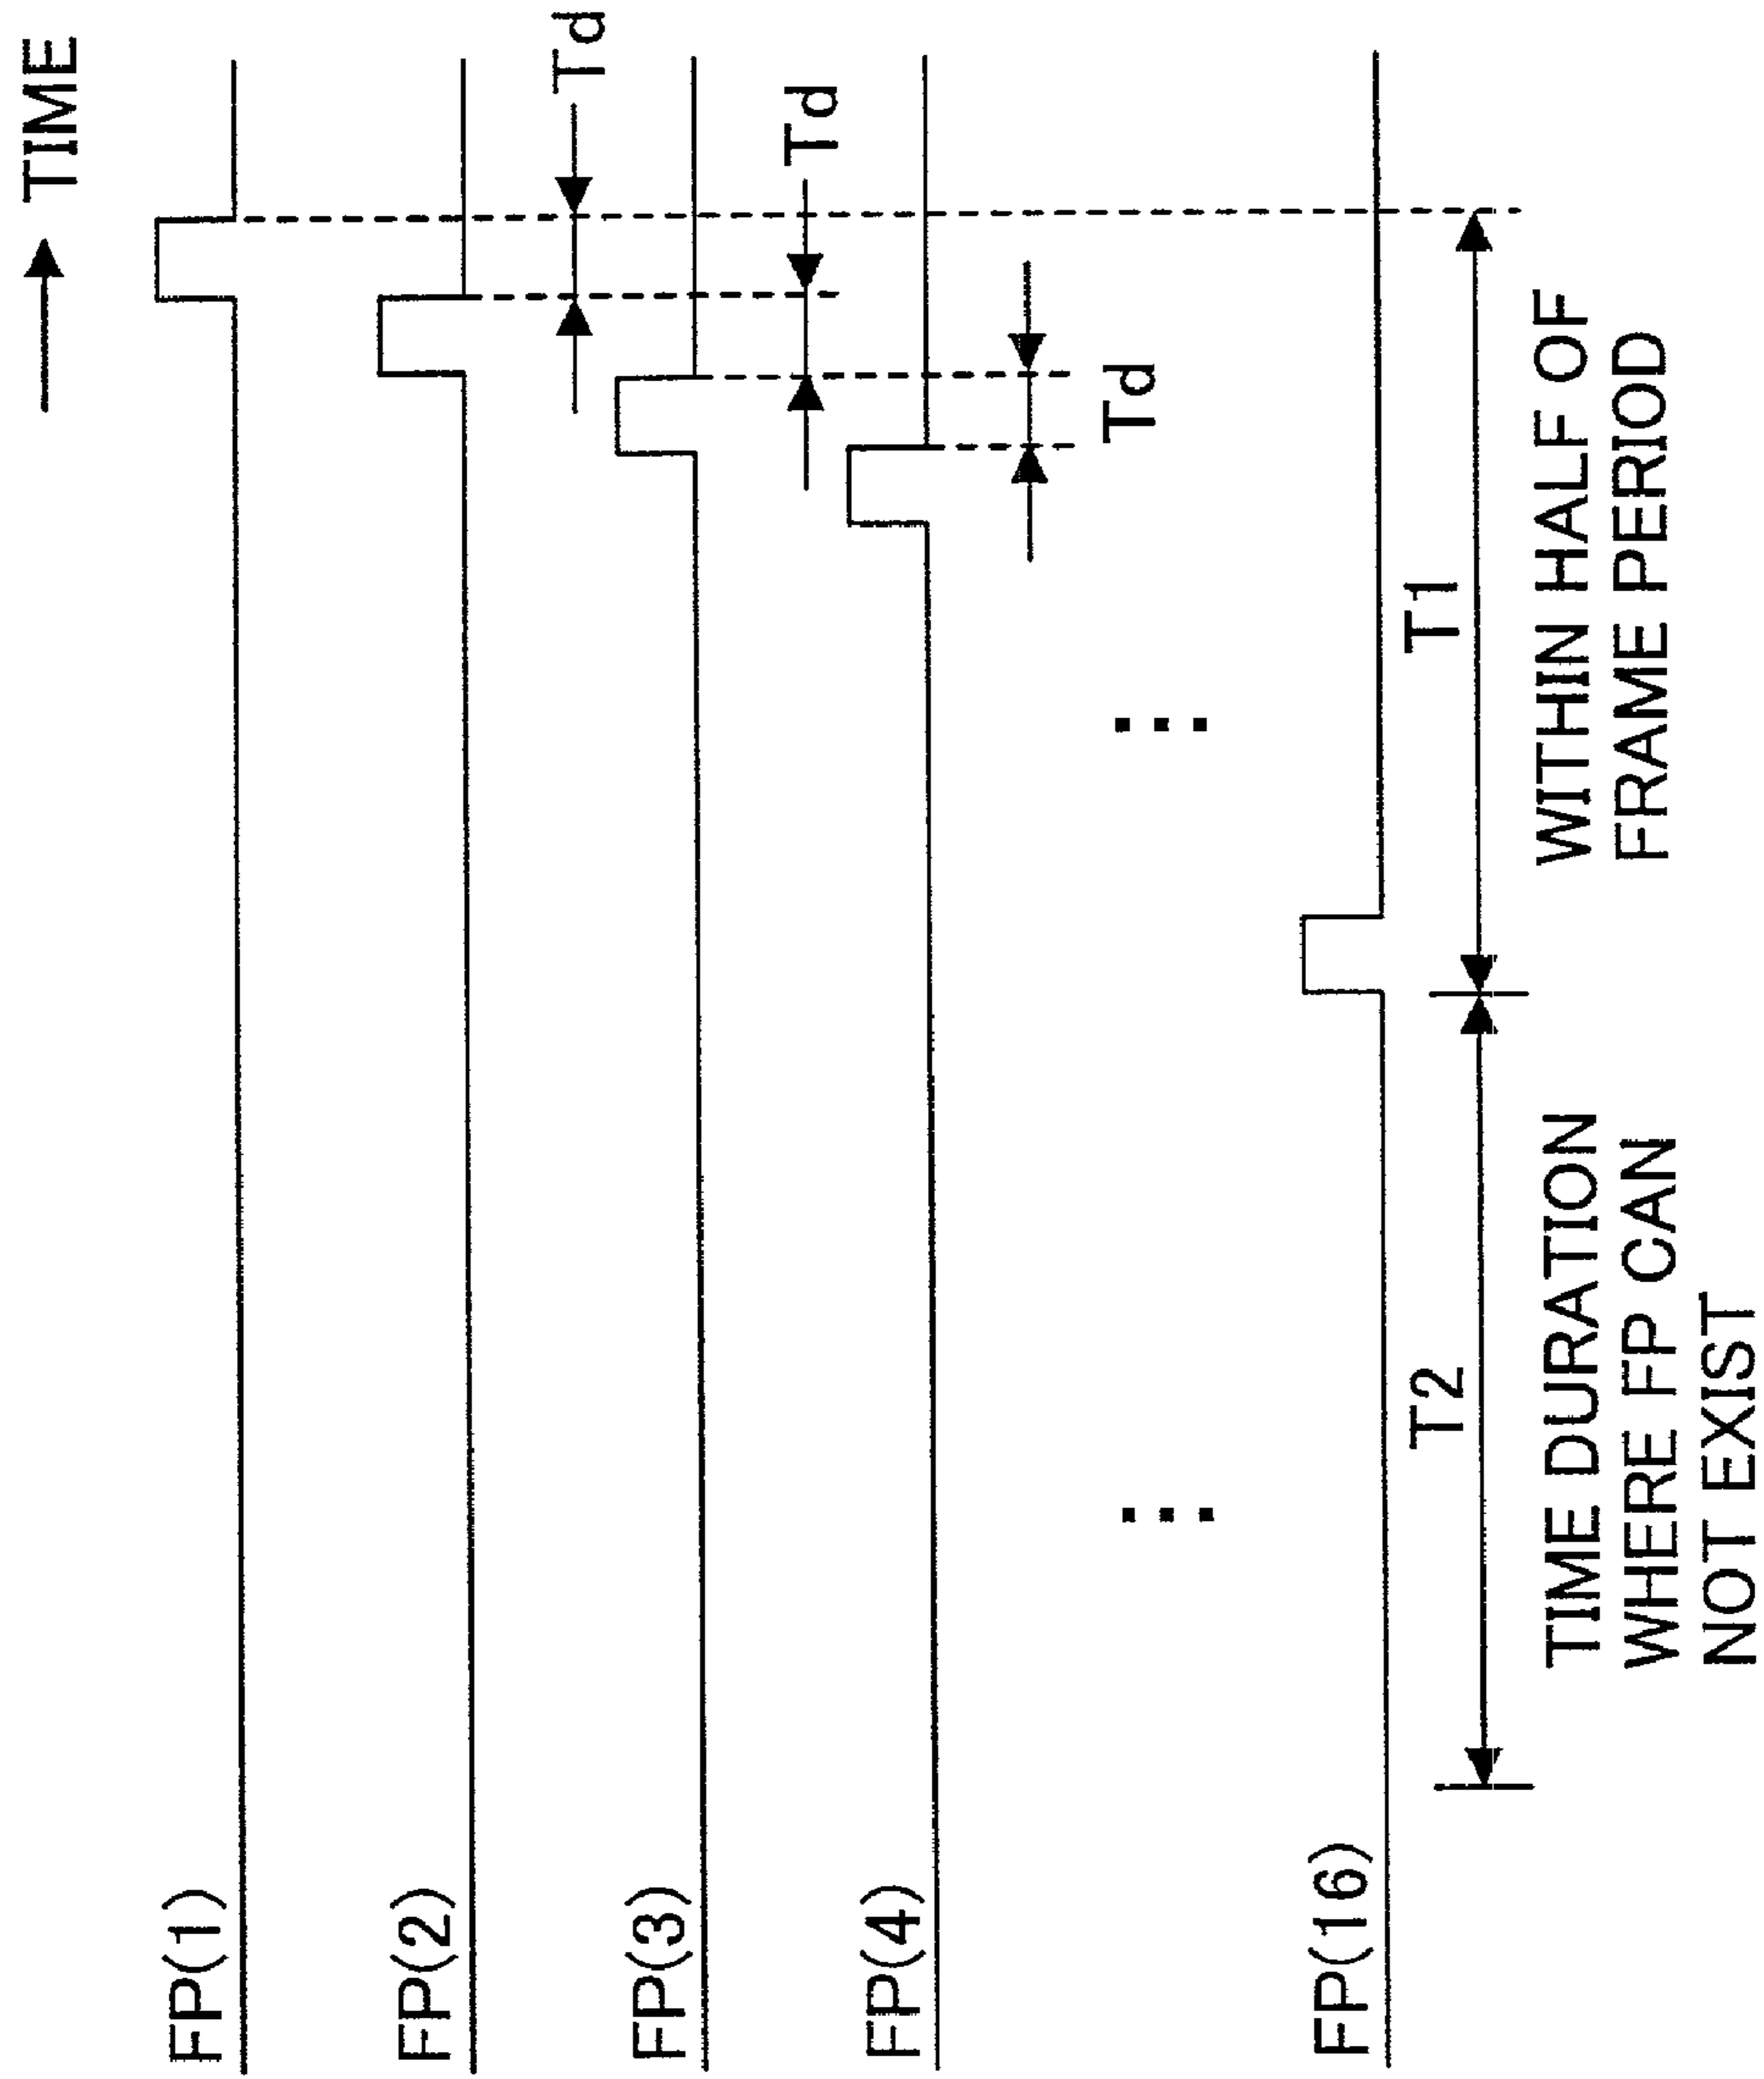 TIME
FP(1)
FP(2)
Td
FP(3)
Td
FP(4)
Td
...
...
FP(16)
T2
T1
TIME DURATION
WHERE FP CAN
NOT EXIST
WITHIN HALF OF
FRAME PERIOD